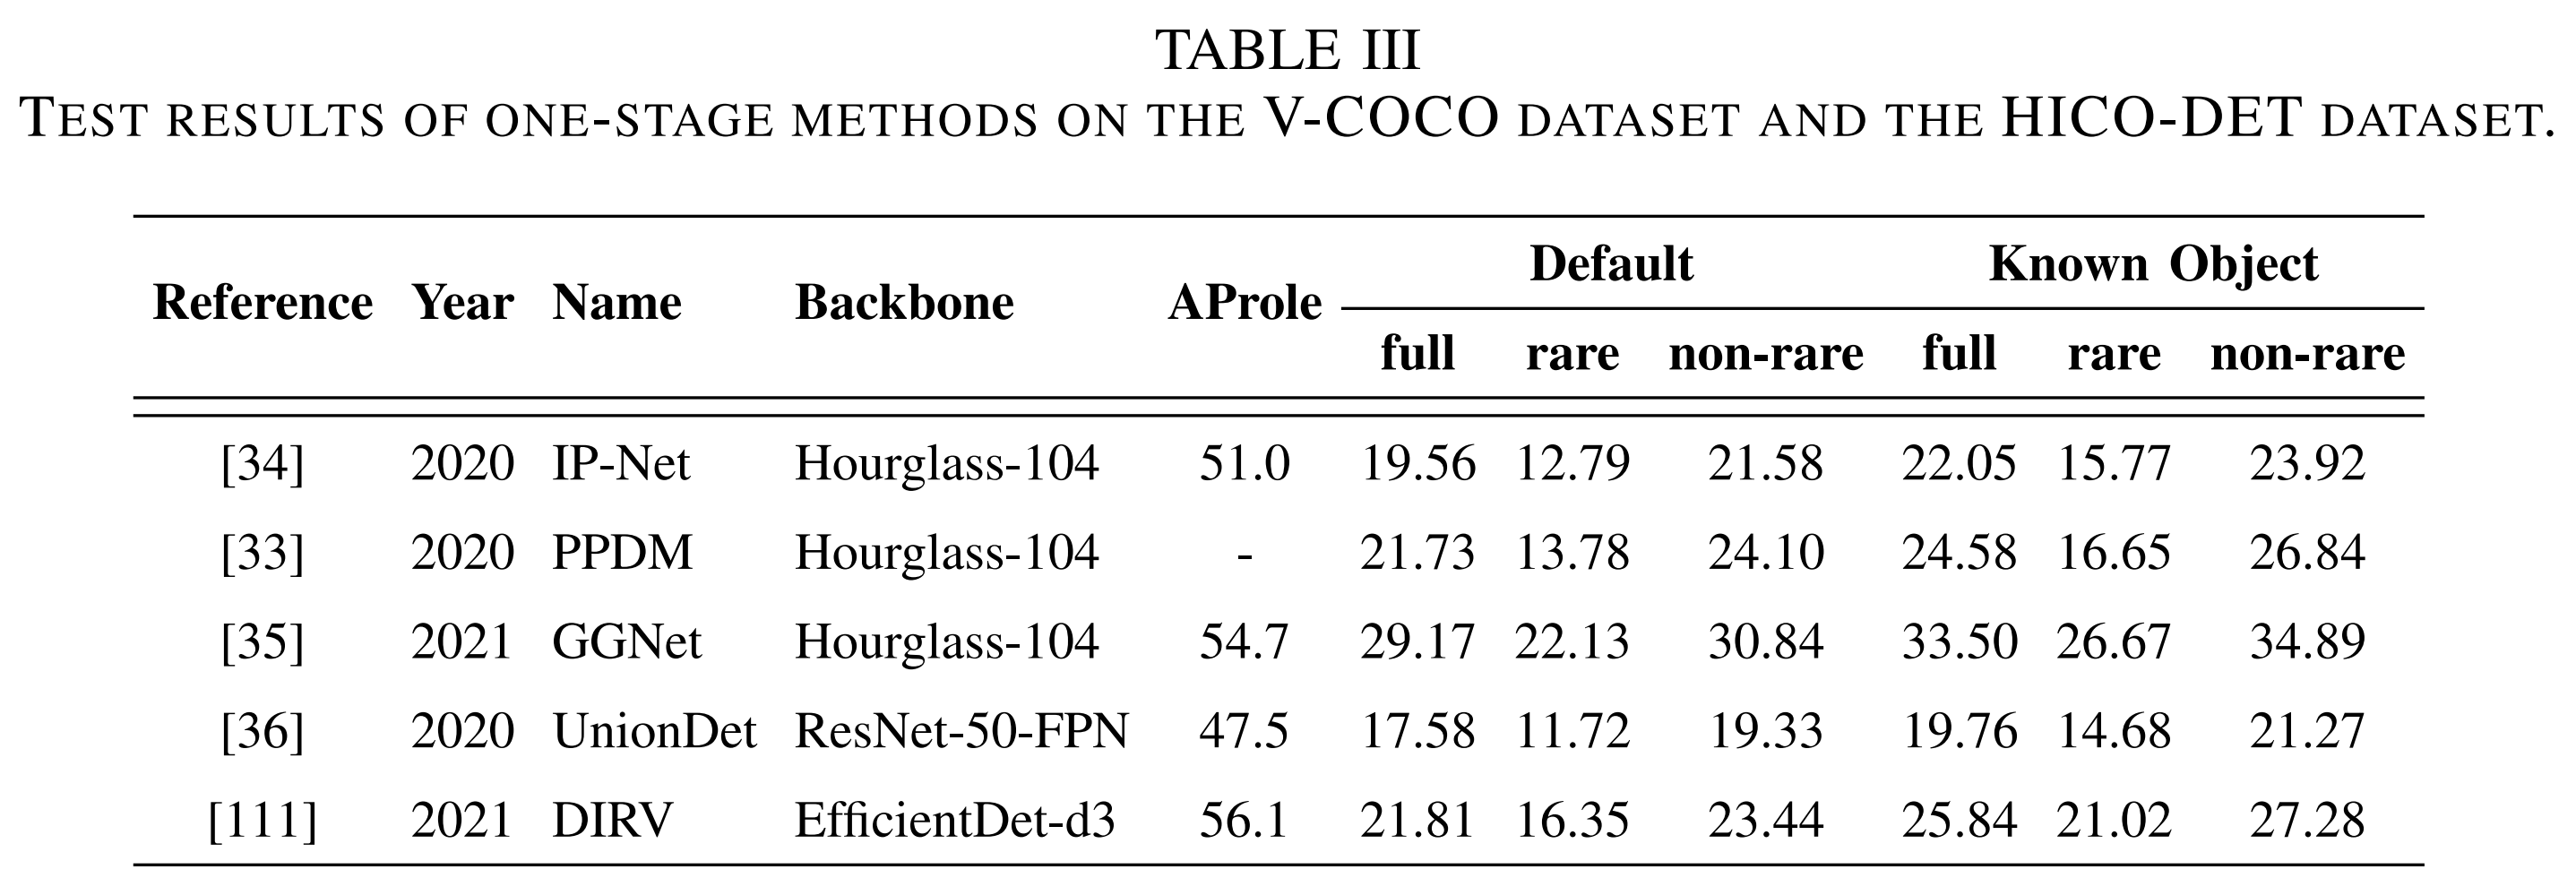 TABLE III
TEST RESULTS OF ONE-STAGE METHODS ON THE V-COCO DATASET AND THE HICO-DET DATASET.
Reference Year Name Backbone AProle Default Known Object
full rare non-rare full rare non-rare
[34] 2020 IP-Net Hourglass-104 51.0 19.56 12.79 21.58 22.05 15.77 23.92
[33] 2020 PPDM Hourglass-104 - 21.73 13.78 24.10 24.58 16.65 26.84
[35] 2021 GGNet Hourglass-104 54.7 29.17 22.13 30.84 33.50 26.67 34.89
[36] 2020 UnionDet ResNet-50-FPN 47.5 17.58 11.72 19.33 19.76 14.68 21.27
[111] 2021 DIRV EfficientDet-d3 56.1 21.81 16.35 23.44 25.84 21.02 27.28